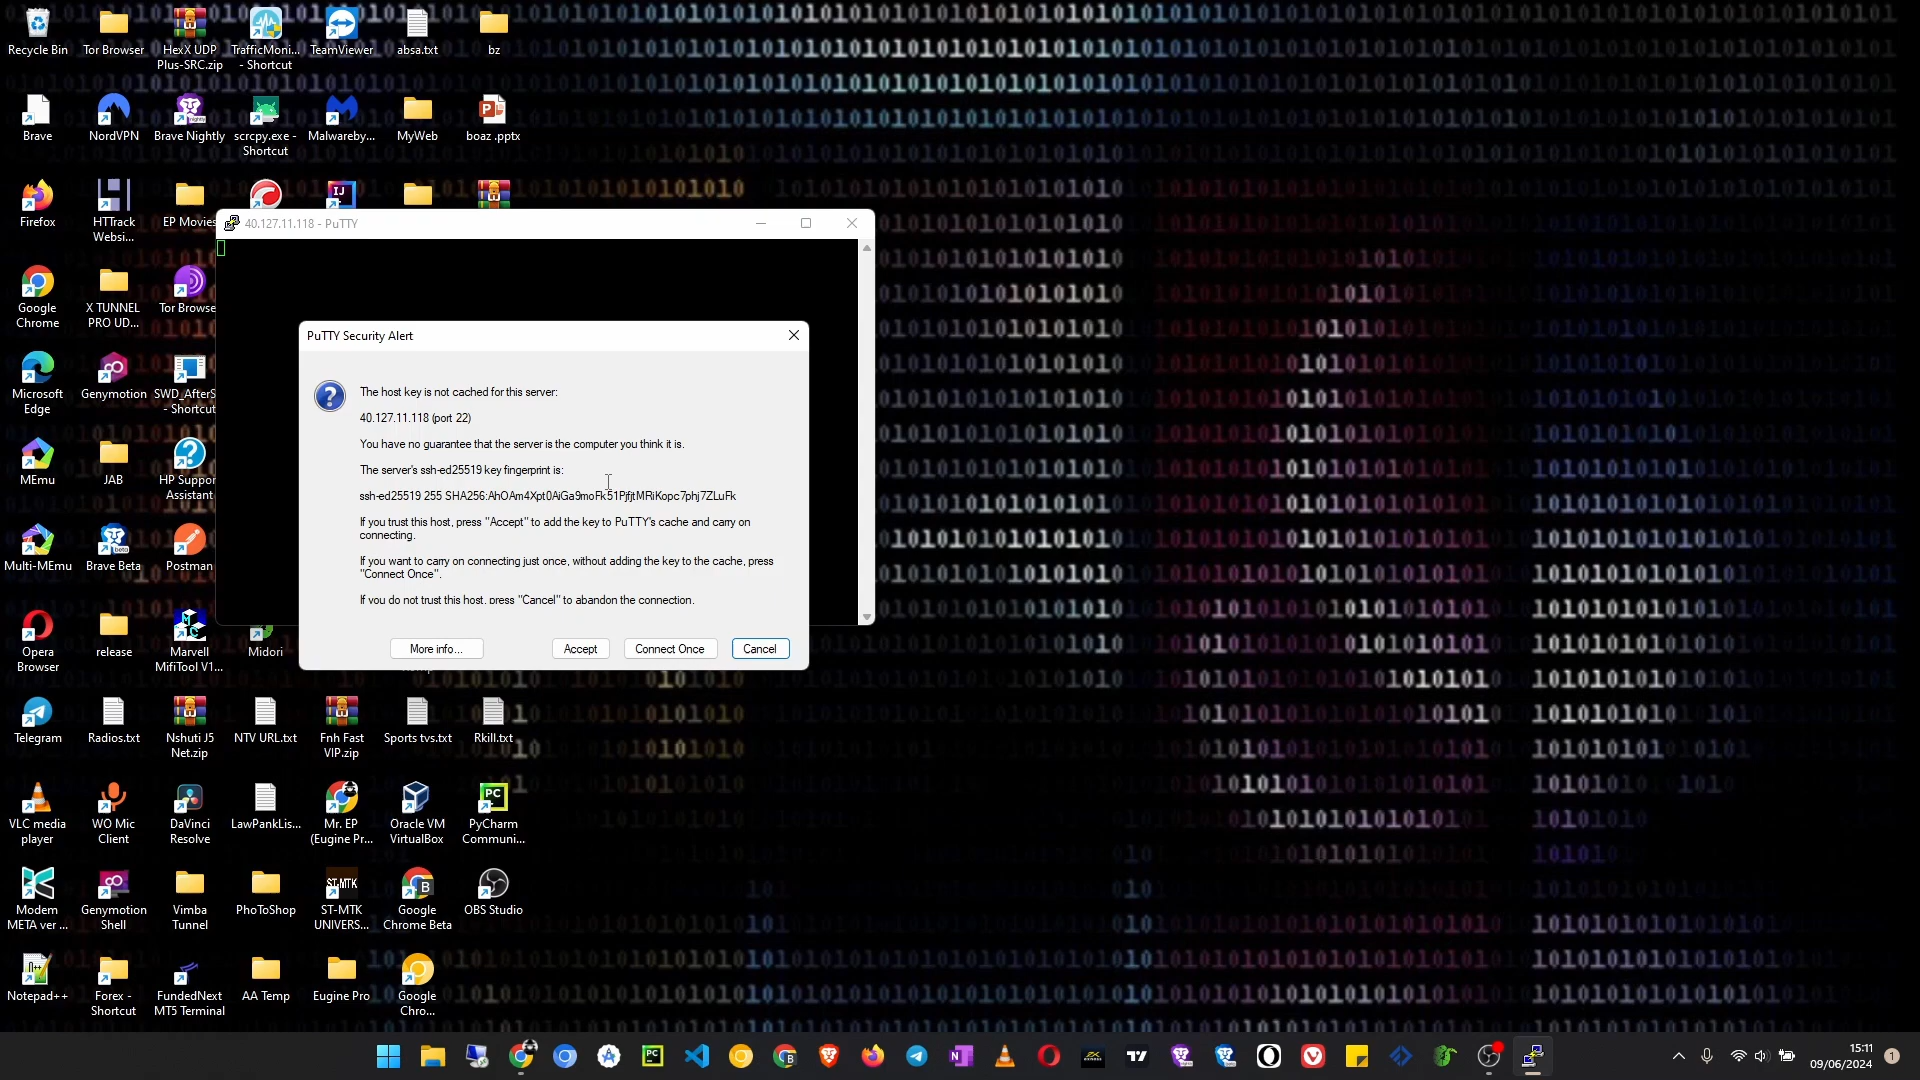 Recycle Bin
Tor Browser
HexX UDP
Plus-SRC.zip
TrafficMoni...
- Shortcut
TeamViewer
absa.txt
bz
Brave
NordVPN
Brave Nightly
scrcpy.exe -
Shortcut
Malwareby...
MyWeb
boaz .pptx
Firefox
HTTrack
Websi...
EP Movies
40.127.11.118 - PuTTY
Google
Chrome
X TUNNEL
PRO UD...
Tor Browse
PuTTY Security Alert
The host key is not cached for this server:
40.127.11.118 (port 22)
You have no guarantee that the server is the computer you think it is.
The server's ssh-ed25519 key fingerprint is:
ssh-ed25519 255 SHA256:AhOAm4Xpt0AiGa9moFk51PjfjtMRiKopc7phj7ZLuFk
If you trust this host, press "Accept" to add the key to PuTTY's cache and carry on
connecting.
If you want to carry on connecting just once, without adding the key to the cache, press
"Connect Once".
If you do not trust this host, press "Cancel" to abandon the connection.
More info...
Accept
Connect Once
Cancel
Microsoft
Edge
Genymotion
SWD_AfterS
- Shortcut
MEmu
JAB
HP Suppor
Assistant
Multi-MEmu
Brave Beta
Postman
Opera
Browser
release
Marvell
MifiTool V1...
Midori
Telegram
Radios.txt
Nshuti J5
Net.zip
NTV URL.txt
Fnh Fast
VIP.zip
Sports tvs.txt
Rkill.txt
VLC media
player
WO Mic
Client
DaVinci
Resolve
LawPankLis...
Mr. EP
(Eugine Pr...
Oracle VM
VirtualBox
PyCharm
Communi...
Modem
META ver ...
Genymotion
Shell
Vimba
Tunnel
PhoToShop
ST-MTK
UNIVERS...
Google
Chrome Beta
OBS Studio
Notepad++
Forex -
Shortcut
FundedNext
MT5 Terminal
AA Temp
Eugine Pro
Google
Chro...
15:11
09/06/2024
1